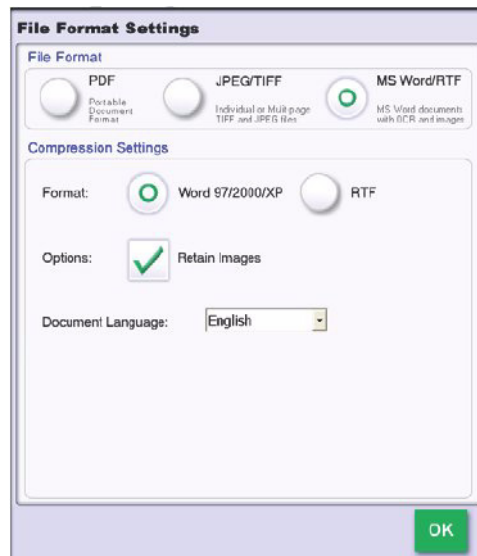 File Format Settings
File Format
PDF
Portable
Document
Format
JPEG/TIFF
Individual or Multi-page
TIFF and JPEG files
MS Word/RTF
MS Word documents
with OCR and images
Compression Settings
Format:
Word 97/2000/XP
RTF
Options:
Retain Images
Document Language:
English
OK